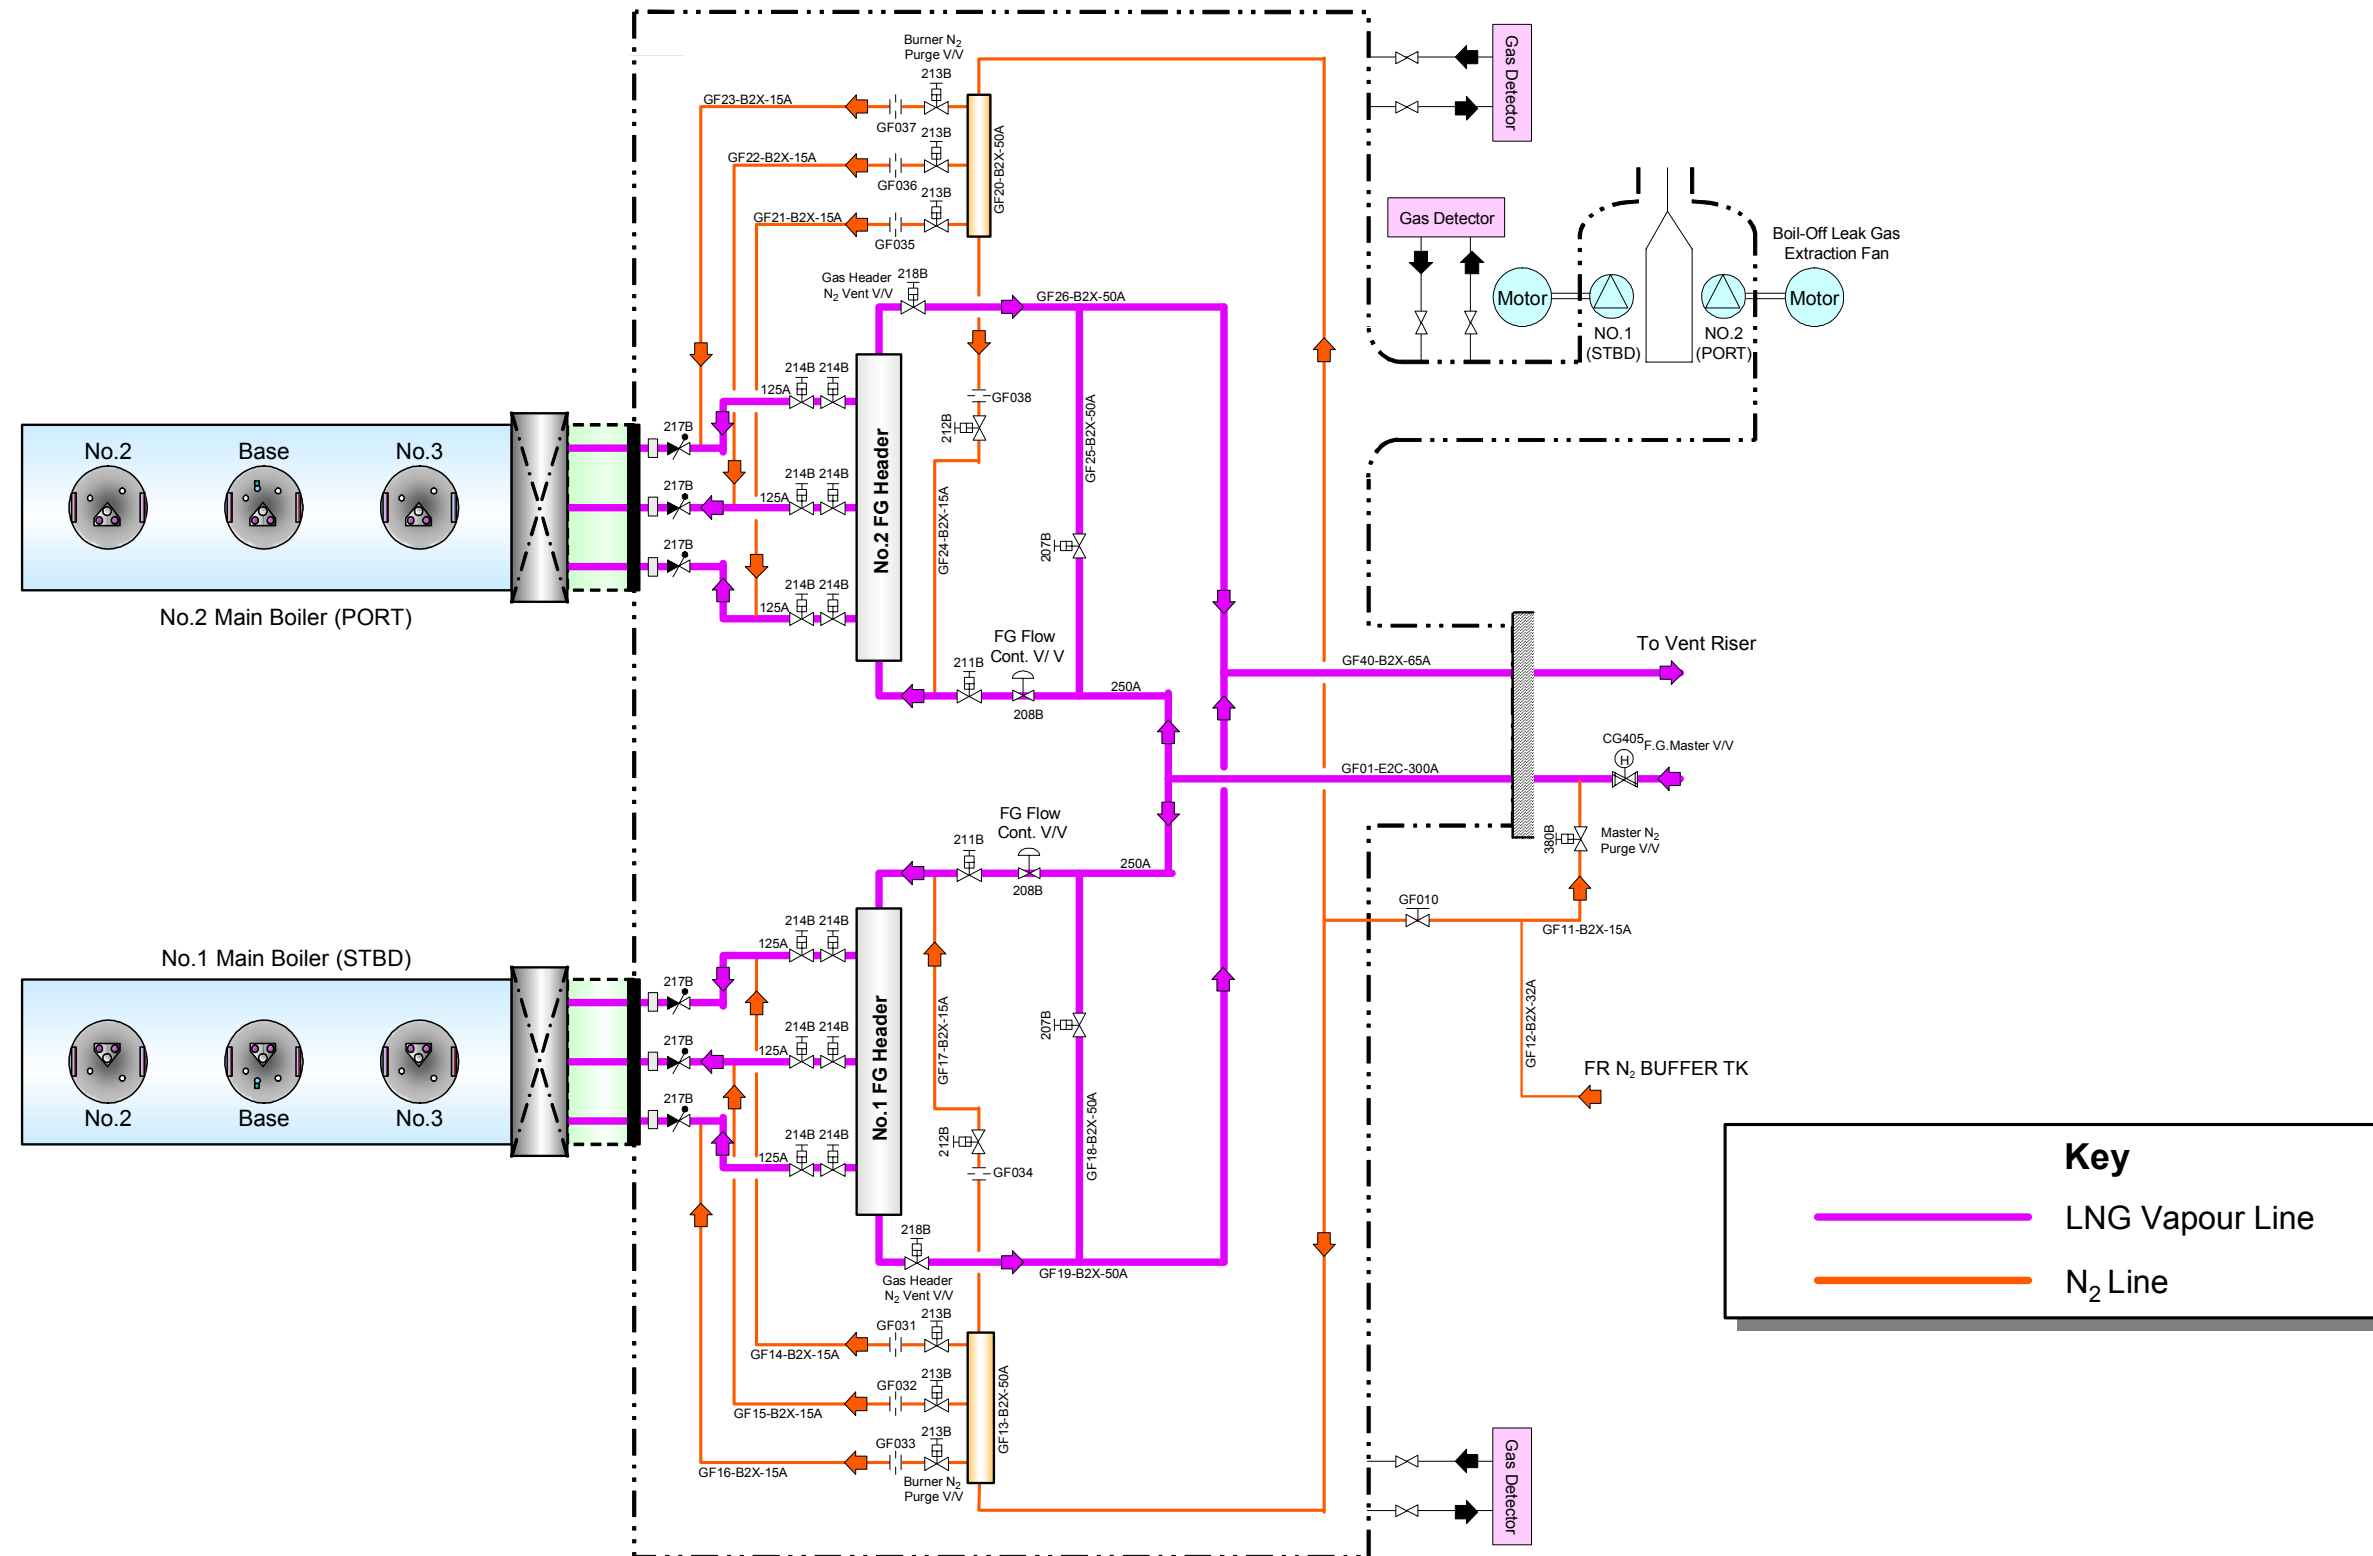 Burner N2
Purge V/V
213B
GF23-B2X-15A
GF037
213B
GF22-B2X-15A
GF036
213B
GF21-B2X-15A
GF035
GF20-B2X-50A
Gas Detector
Gas Detector
Boil-Off Leak Gas
Extraction Fan
Motor
Motor
NO.1
(STBD)
NO.2
(PORT)
Gas Header
N2 Vent V/V
218B
GF26-B2X-50A
214B 214B
125A
GF038
212B
GF25-B2X-50A
217B
No.2
Base
No.3
214B 214B
125A
217B
No.2 FG Header
GF24-B2X-15A
207B
217B
214B 214B
125A
No.2 Main Boiler (PORT)
FG Flow
Cont. V/ V
211B
208B
250A
GF40-B2X-65A
To Vent Riser
CG405
F.G.Master V/V
H
GF01-E2C-300A
FG Flow
Cont. V/V
211B
208B
250A
380B
Master N2
Purge V/V
GF010
GF11-B2X-15A
GF12-B2X-32A
FR N2 BUFFER TK
214B 214B
125A
No.1 Main Boiler (STBD)
217B
214B 214B
125A
217B
No.1 FG Header
GF17-B2X-15A
207B
217B
No.2
Base
No.3
214B 214B
125A
212B
GF034
GF18-B2X-50A
218B
Gas Header
N2 Vent V/V
GF19-B2X-50A
Key
LNG Vapour Line
N2 Line
GF031
213B
GF14-B2X-15A
GF032
213B
GF15-B2X-15A
GF033
213B
GF16-B2X-15A
Burner N2
Purge V/V
GF13-B2X-50A
Gas Detector